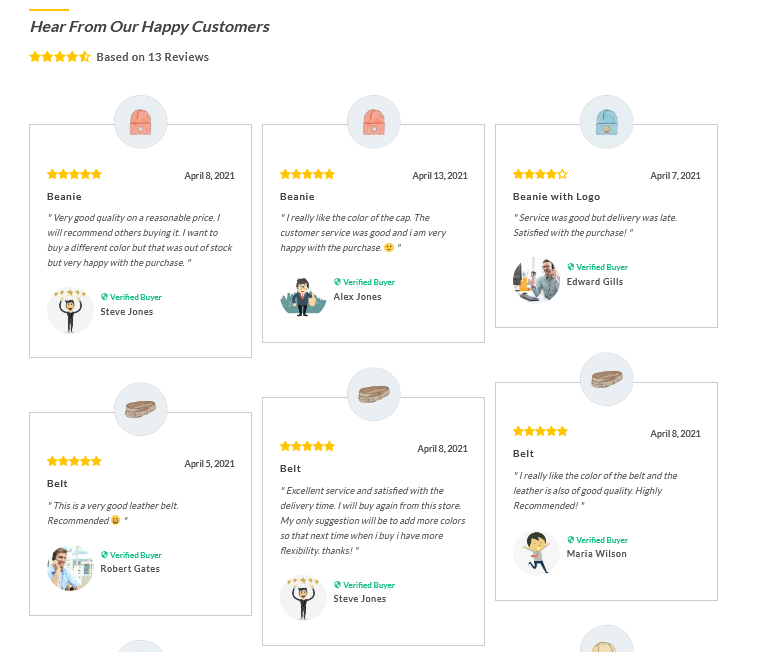 Hear From Our Happy Customers
Based on 13 Reviews
April 8, 2021
Beanie
" Very good quality on a reasonable price. I
will recommend others buying it. I want to
buy a different color but that was out of stock
but very happy with the purchase. "
Verified Buyer
Steve Jones
April 13, 2021
Beanie
" I really like the color of the cap. The
customer service was good and i am very
happy with the purchase. 🙂 "
Verified Buyer
Alex Jones
April 7, 2021
Beanie with Logo
" Service was good but delivery was late.
Satisfied with the purchase! "
Verified Buyer
Edward Gills
April 5, 2021
Belt
" This is a very good leather belt.
Recommended 😀 "
Verified Buyer
Robert Gates
April 8, 2021
Belt
" Excellent service and satisfied with the
delivery time. I will buy again from this store.
My only suggestion will be to add more colors
so that next time when i buy i have more
flexibility. thanks! "
Verified Buyer
Steve Jones
April 8, 2021
Belt
" I really like the color of the belt and the
leather is also of good quality. Highly
Recommended! "
Verified Buyer
Maria Wilson